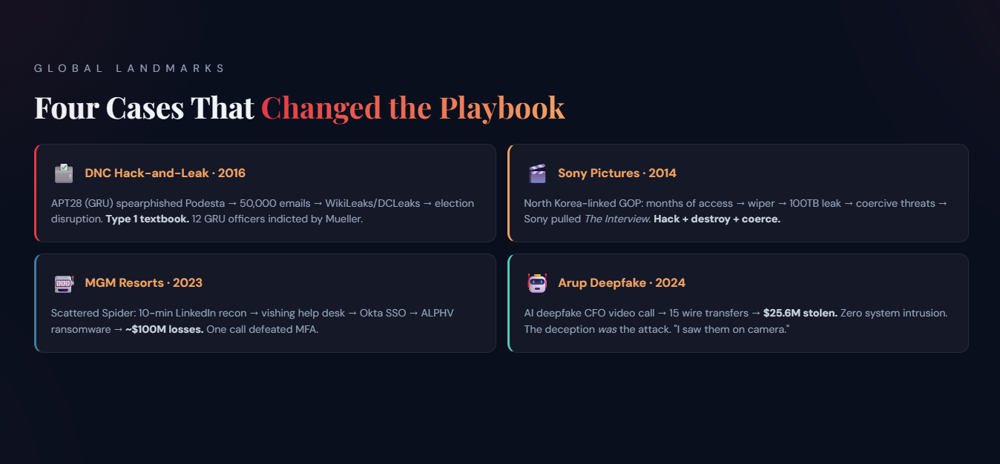 GLOBAL LANDMARKS
Four Cases That Changed the Playbook
DNC Hack-and-Leak · 2016
APT28 (GRU) spearphished Podesta → 50,000 emails → WikiLeaks/DCLeaks → election
disruption. Type 1 textbook. 12 GRU officers indicted by Mueller.
Sony Pictures · 2014
North Korea-linked GOP: months of access → wiper → 100TB leak → coercive threats →
Sony pulled The Interview. Hack + destroy + coerce.
MGM Resorts · 2023
Scattered Spider: 10-min LinkedIn recon → vishing help desk → Okta SSO → ALPHV
ransomware → ~$100M losses. One call defeated MFA.
Arup Deepfake · 2024
AI deepfake CFO video call → 15 wire transfers → $25.6M stolen. Zero system intrusion.
The deception was the attack. "I saw them on camera."